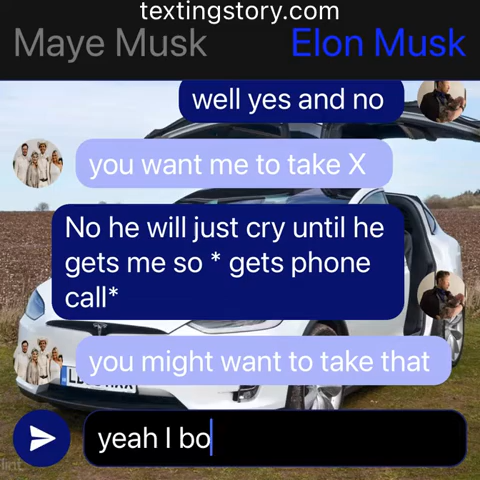 textingstory.com
Maye Musk Elon Musk
well yes and no
you want me to take X
No he will just cry until he
gets me so * gets phone
call*
you might want to take that
yeah I bo